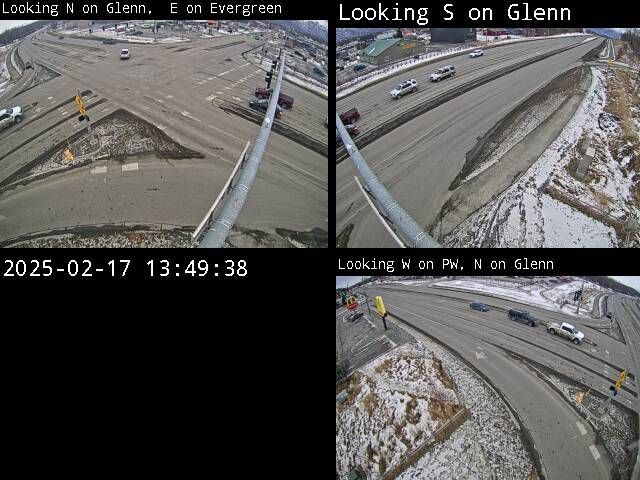 Looking N on Glenn, E on Evergreen
Looking S on Glenn
2025-02-17 13:49:38
Looking W on PW, N on Glenn